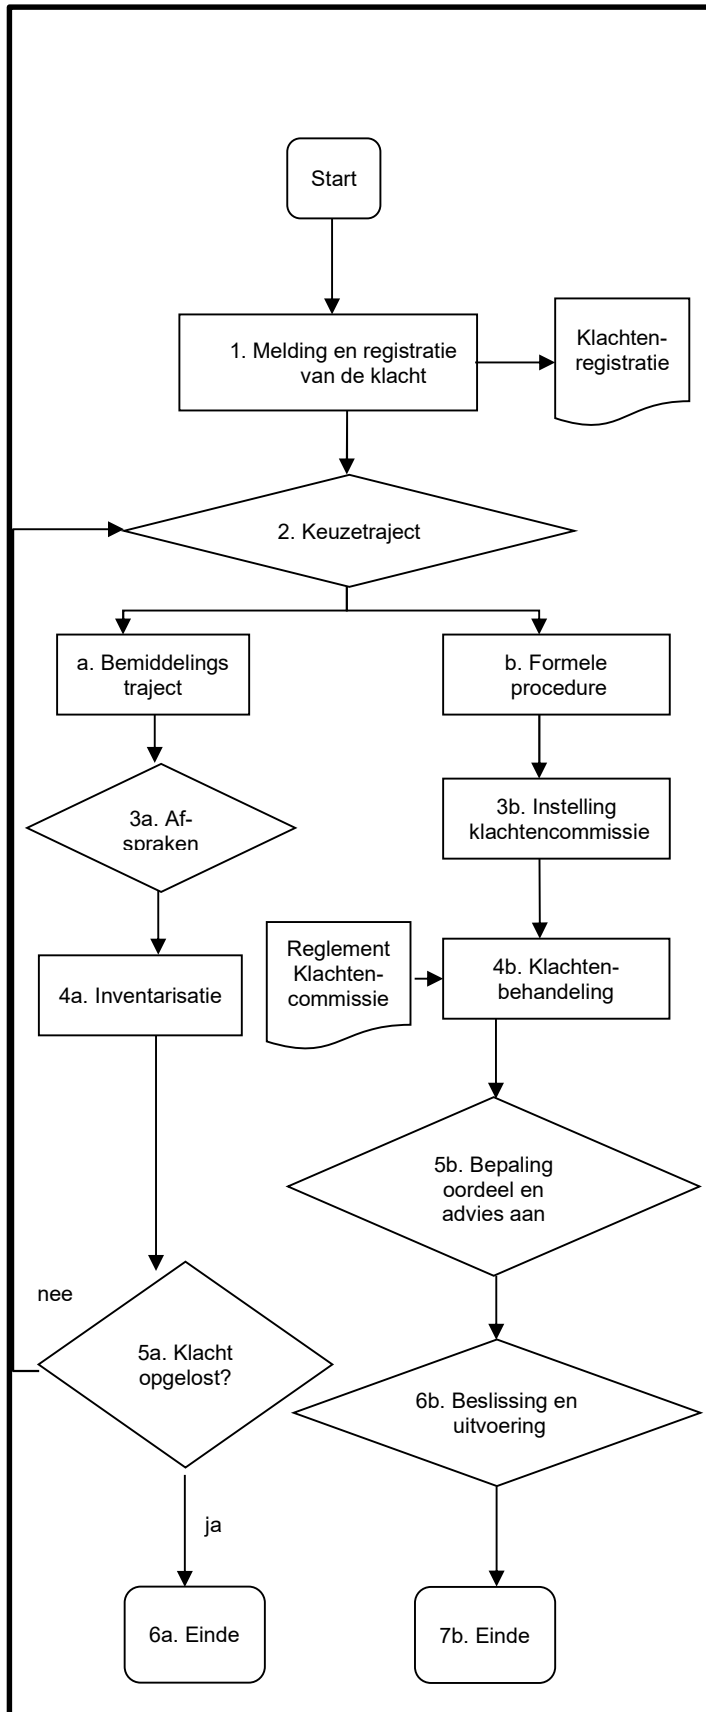 Start
1. Melding en registratie
van de klacht
Klachten-
registratie
2. Keuzetraject
a. Bemiddelings
traject
b. Formele
procedure
3a. Af-
spraken
3b. Instelling
klachtencommissie
4a. Inventarisatie
Reglement
Klachten-
commissie
4b. Klachten-
behandeling
5b. Bepaling
oordeel en
advies aan
nee
5a. Klacht
opgelost?
6b. Beslissing en
uitvoering
ja
6a. Einde
7b. Einde